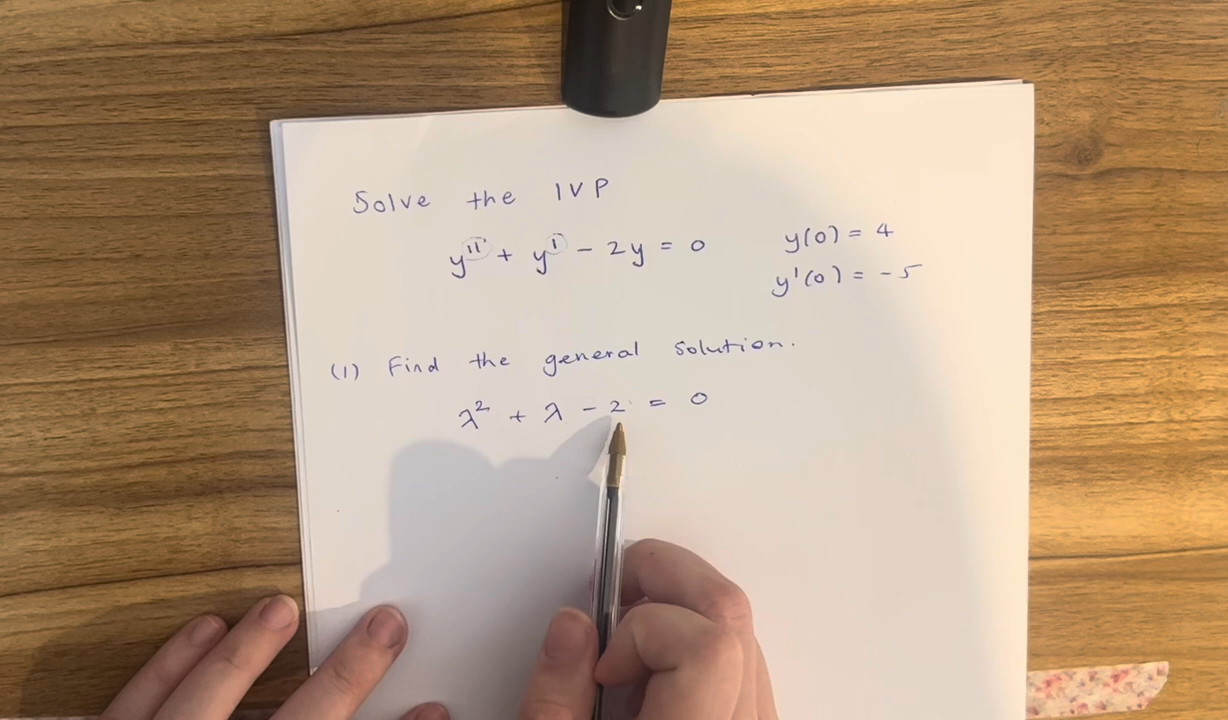 Solve the IVP
y'' + y' - 2y = 0
y(0) = 4
y'(0) = -5
(1) Find the general solution.
λ² + λ - 2 = 0